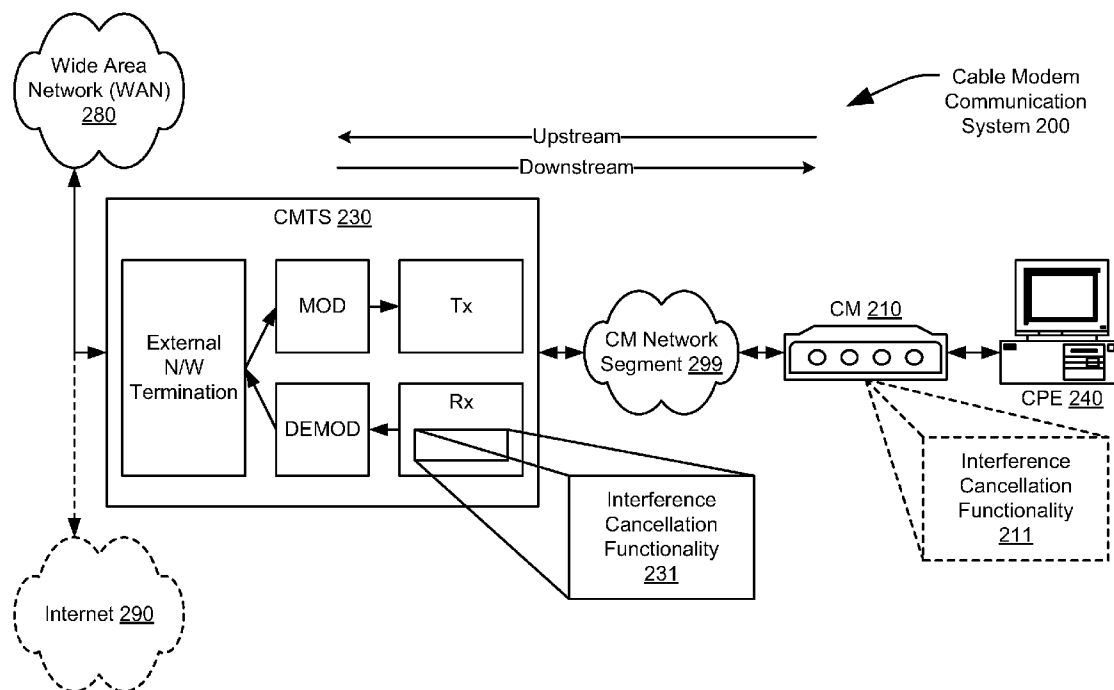 Wide Area
Network (WAN)
280
Cable Modem
Communication
System 200
Upstream
Downstream
CMTS 230
External
N/W
Termination
MOD
Tx
DEMOD
Rx
CM Network
Segment 299
CM 210
CPE 240
Interference
Cancellation
Functionality
231
Interference
Cancellation
Functionality
211
Internet 290